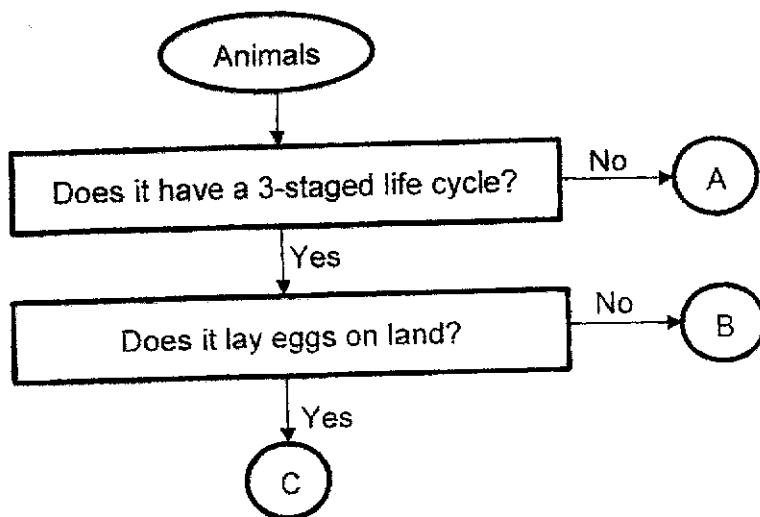 Animals
Does it have a 3-staged life cycle?
No
A
Yes
Does it lay eggs on land?
No
B
Yes
C